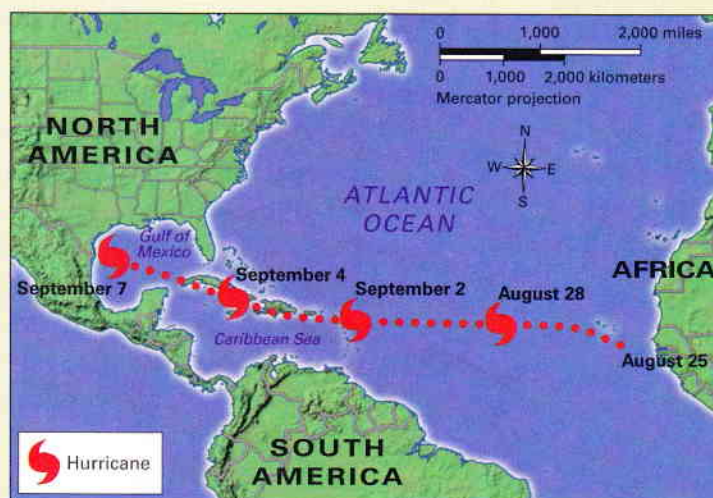 0 1,000 2,000 miles
0 1,000 2,000 kilometers
Mercator projection
NORTH
AMERICA
N
W E
S
ATLANTIC
OCEAN
Gulf of
Mexico
AFRICA
September 7
September 4
September 2
August 28
August 25
Caribbean Sea
SOUTH
AMERICA
Hurricane